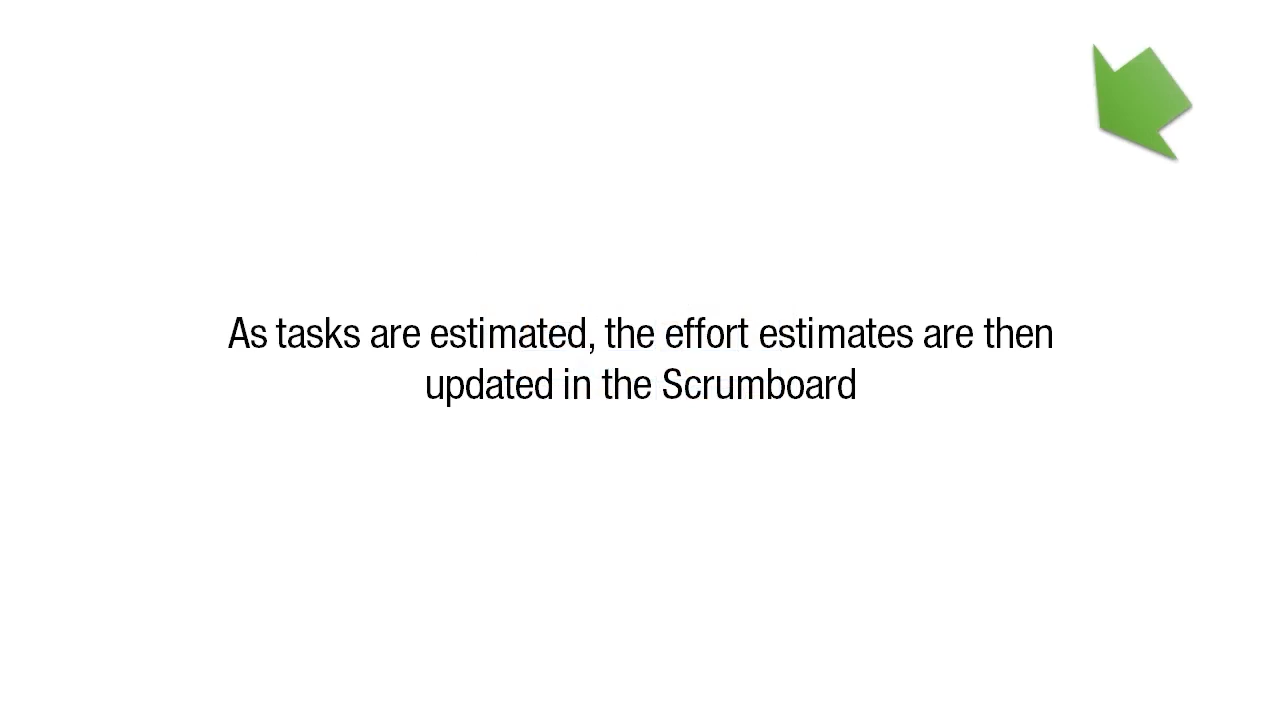 As tasks are estimated, the effort estimates are then
updated in the Scrumboard